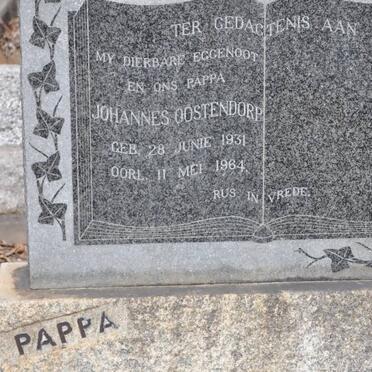 TER GEDAGTENIS AAN
MY DIERBARE EGGENOOT
EN ONS PAPPA
JOHANNES OOSTENDORP
GEB. 28 JUNIE 1931
OORL. 11 MEI 1964.
RUS IN VREDE.
PAPPA